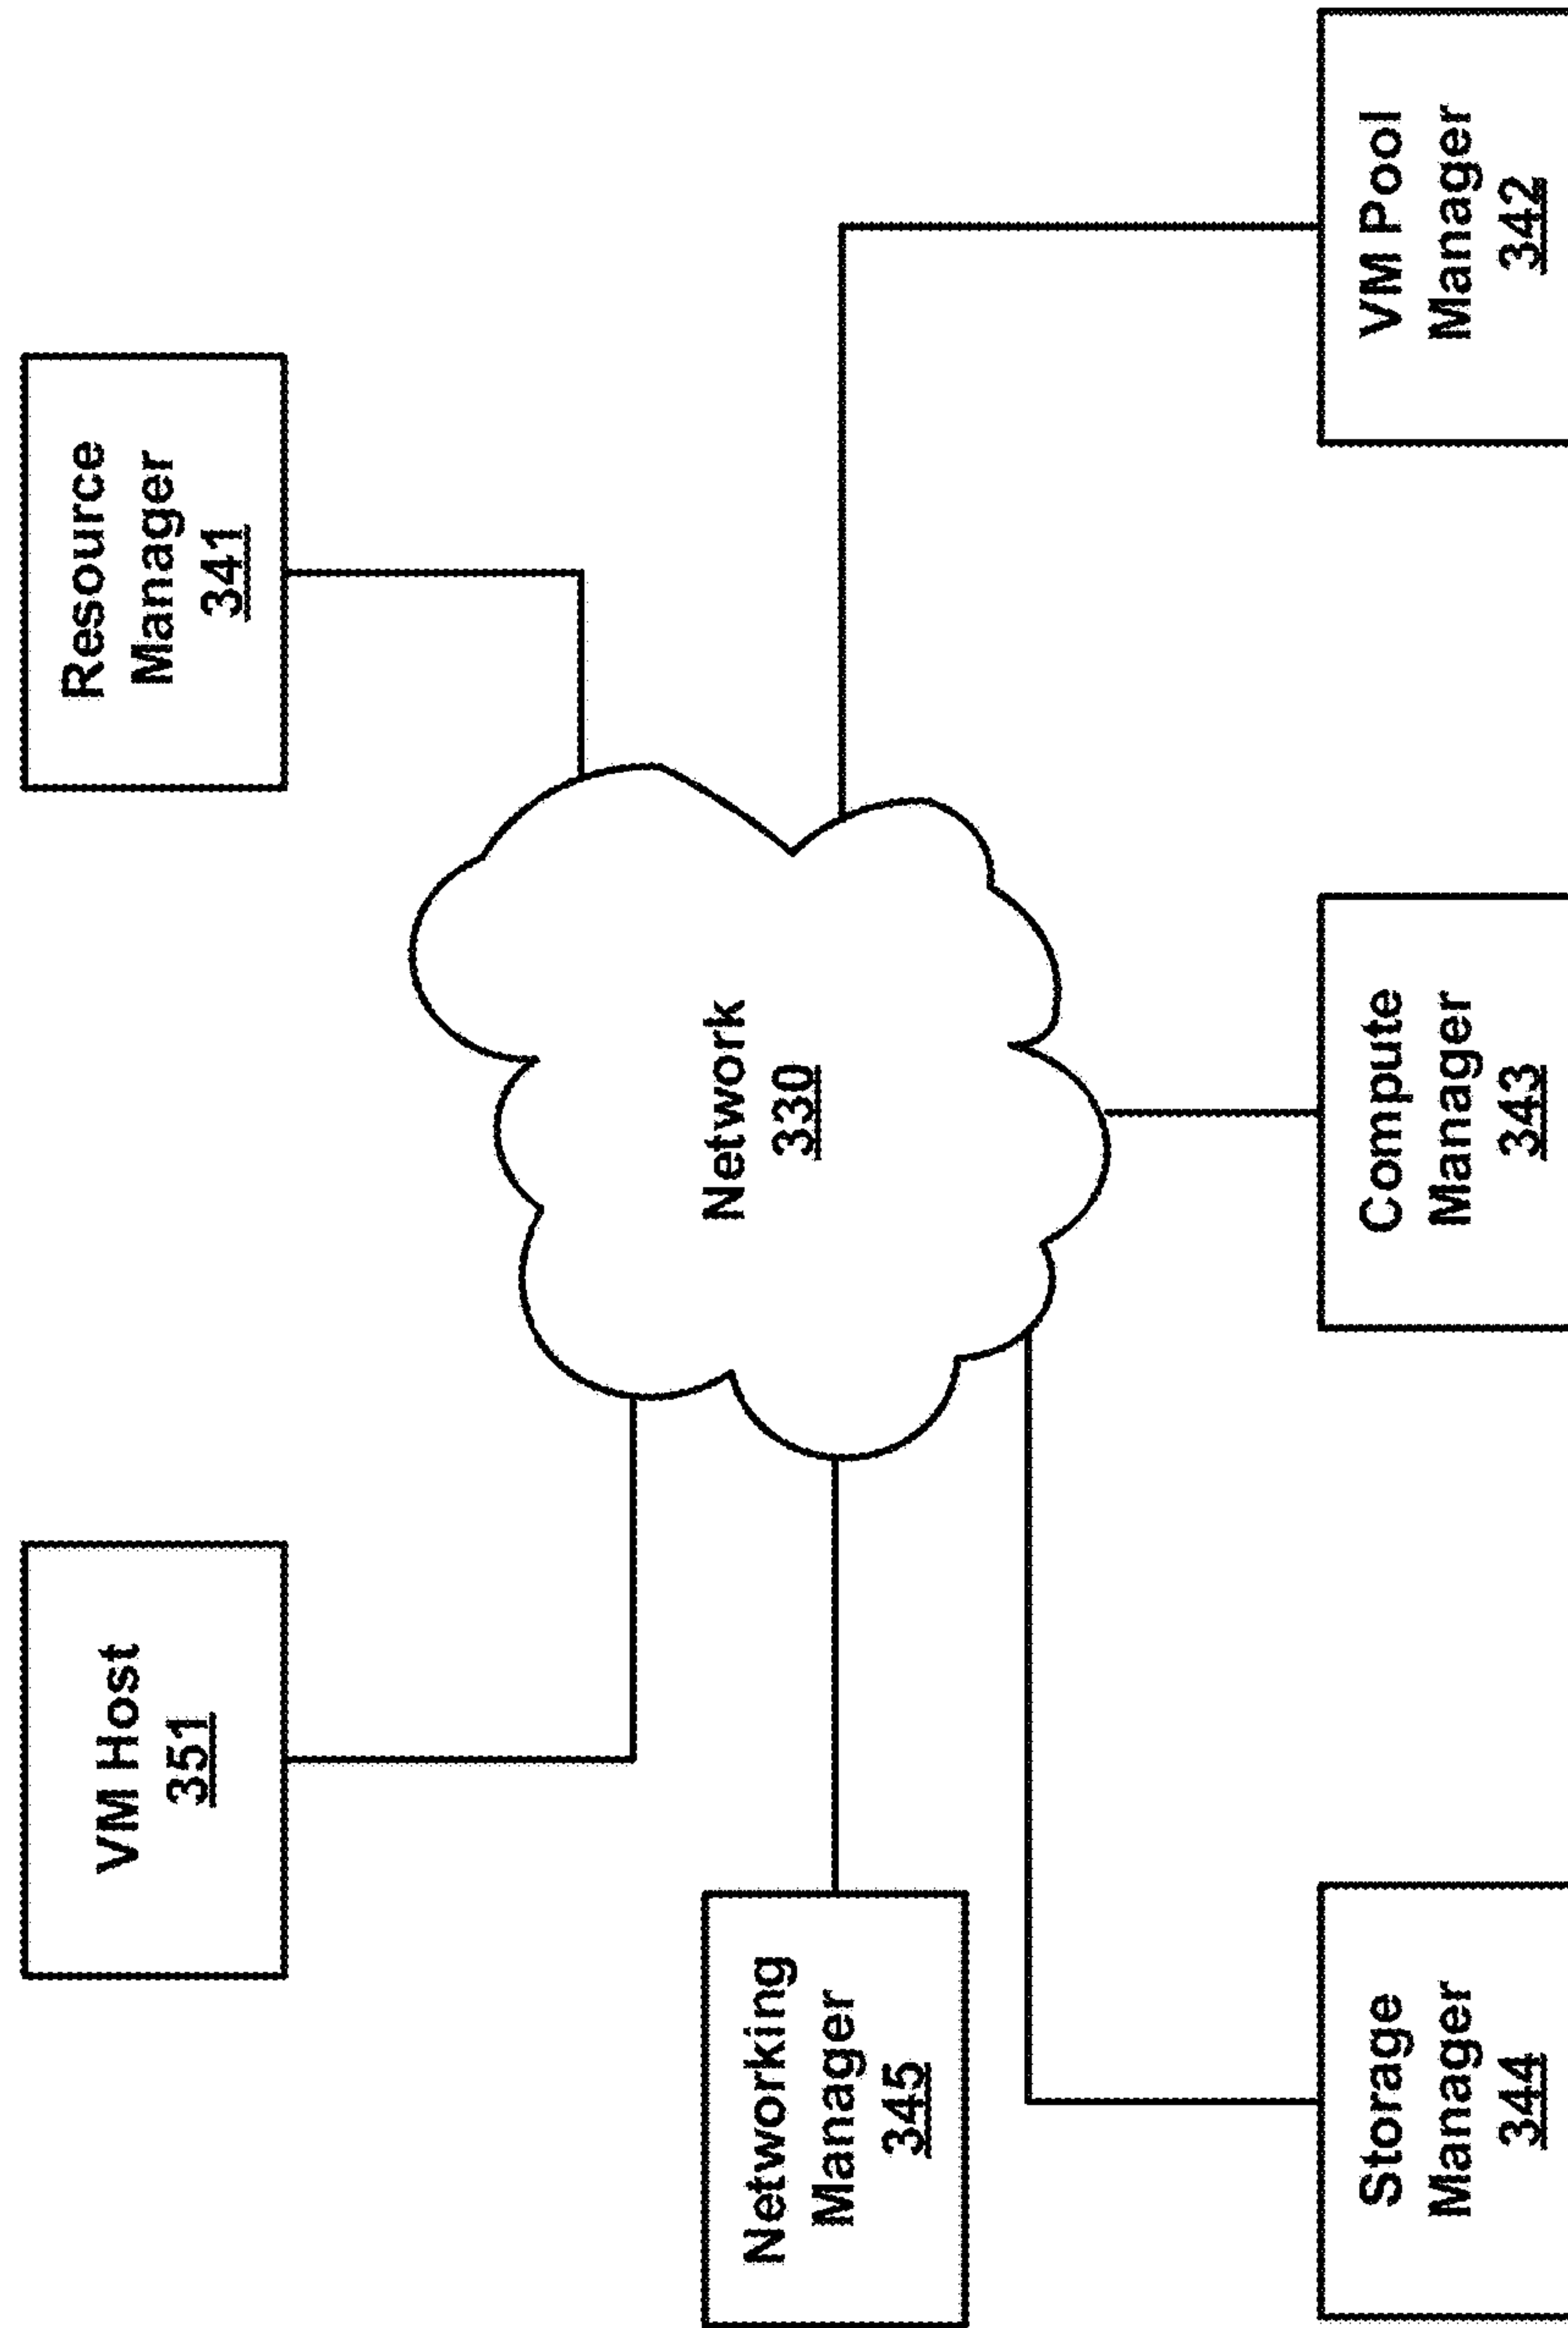 VM Host
351
Resource
Manager
341
Networking
Manager
345
Network
330
Storage
Manager
344
Compute
Manager
343
VM Pool
Manager
342